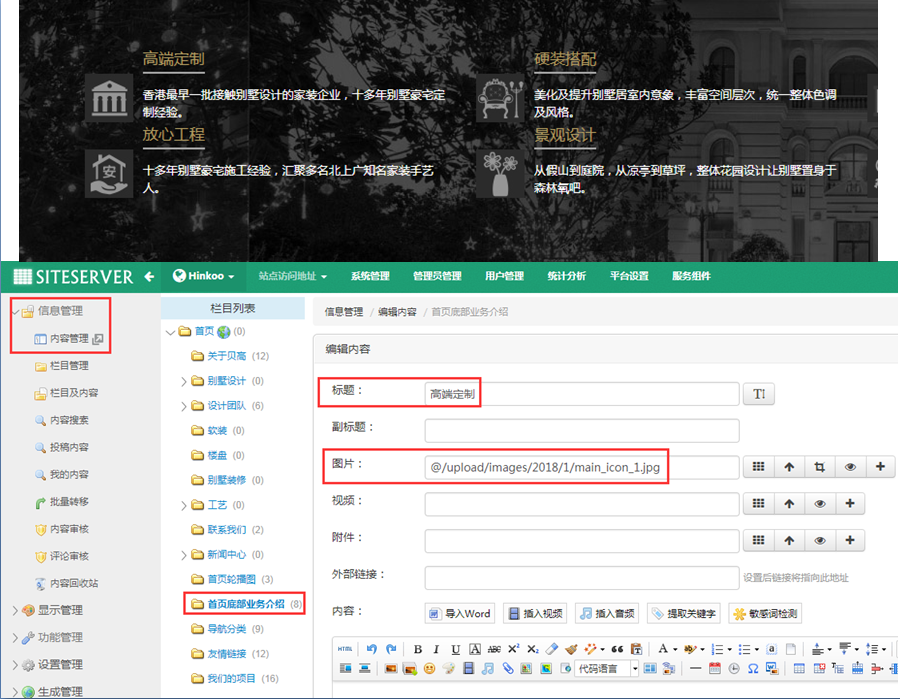 高端定制
香港最早一批接触别墅设计的家装企业，十多年别墅豪宅定
制经验。
硬装搭配
美化及提升别墅居室内意象，丰富空间层次，统一整体色调
及风格。
放心工程
安
十多年别墅豪宅施工经验，汇聚多名北上广知名家装手艺
人。
景观设计
从假山到庭院，从凉亭到草坪，整体花园设计让别墅置身于
森林氧吧。
SITESERVER Hinkoo 站点访问地址 系统管理 管理员管理 用户管理 统计分析 平台设置 服务组件
信息管理
内容管理
栏目管理
栏目及内容
内容搜索
投稿内容
我的内容
批量转移
内容审核
评论审核
内容回收站
显示管理
功能管理
设置管理
生成管理
栏目列表
首页 (0)
关于贝高 (12)
别墅设计 (0)
设计团队 (6)
软装 (0)
楼盘 (0)
别墅装修 (0)
工艺 (0)
联系我们 (2)
新闻中心 (0)
首页轮播图 (3)
首页底部业务介绍 (8)
导航分类 (9)
友情链接 (12)
我们的项目 (16)
信息管理 / 编辑内容 / 首页底部业务介绍
编辑内容
标题： 高端定制 T!
副标题：
图片： @/upload/images/2018/1/main_icon_1.jpg
视频：
附件：
外部链接： 设置后链接将指向此地址
内容： 导入Word 插入视频 插入音频 提取关键字 敏感词检测
HTML B I U A ABC X² X₂ A ab a
代码语言 Ω